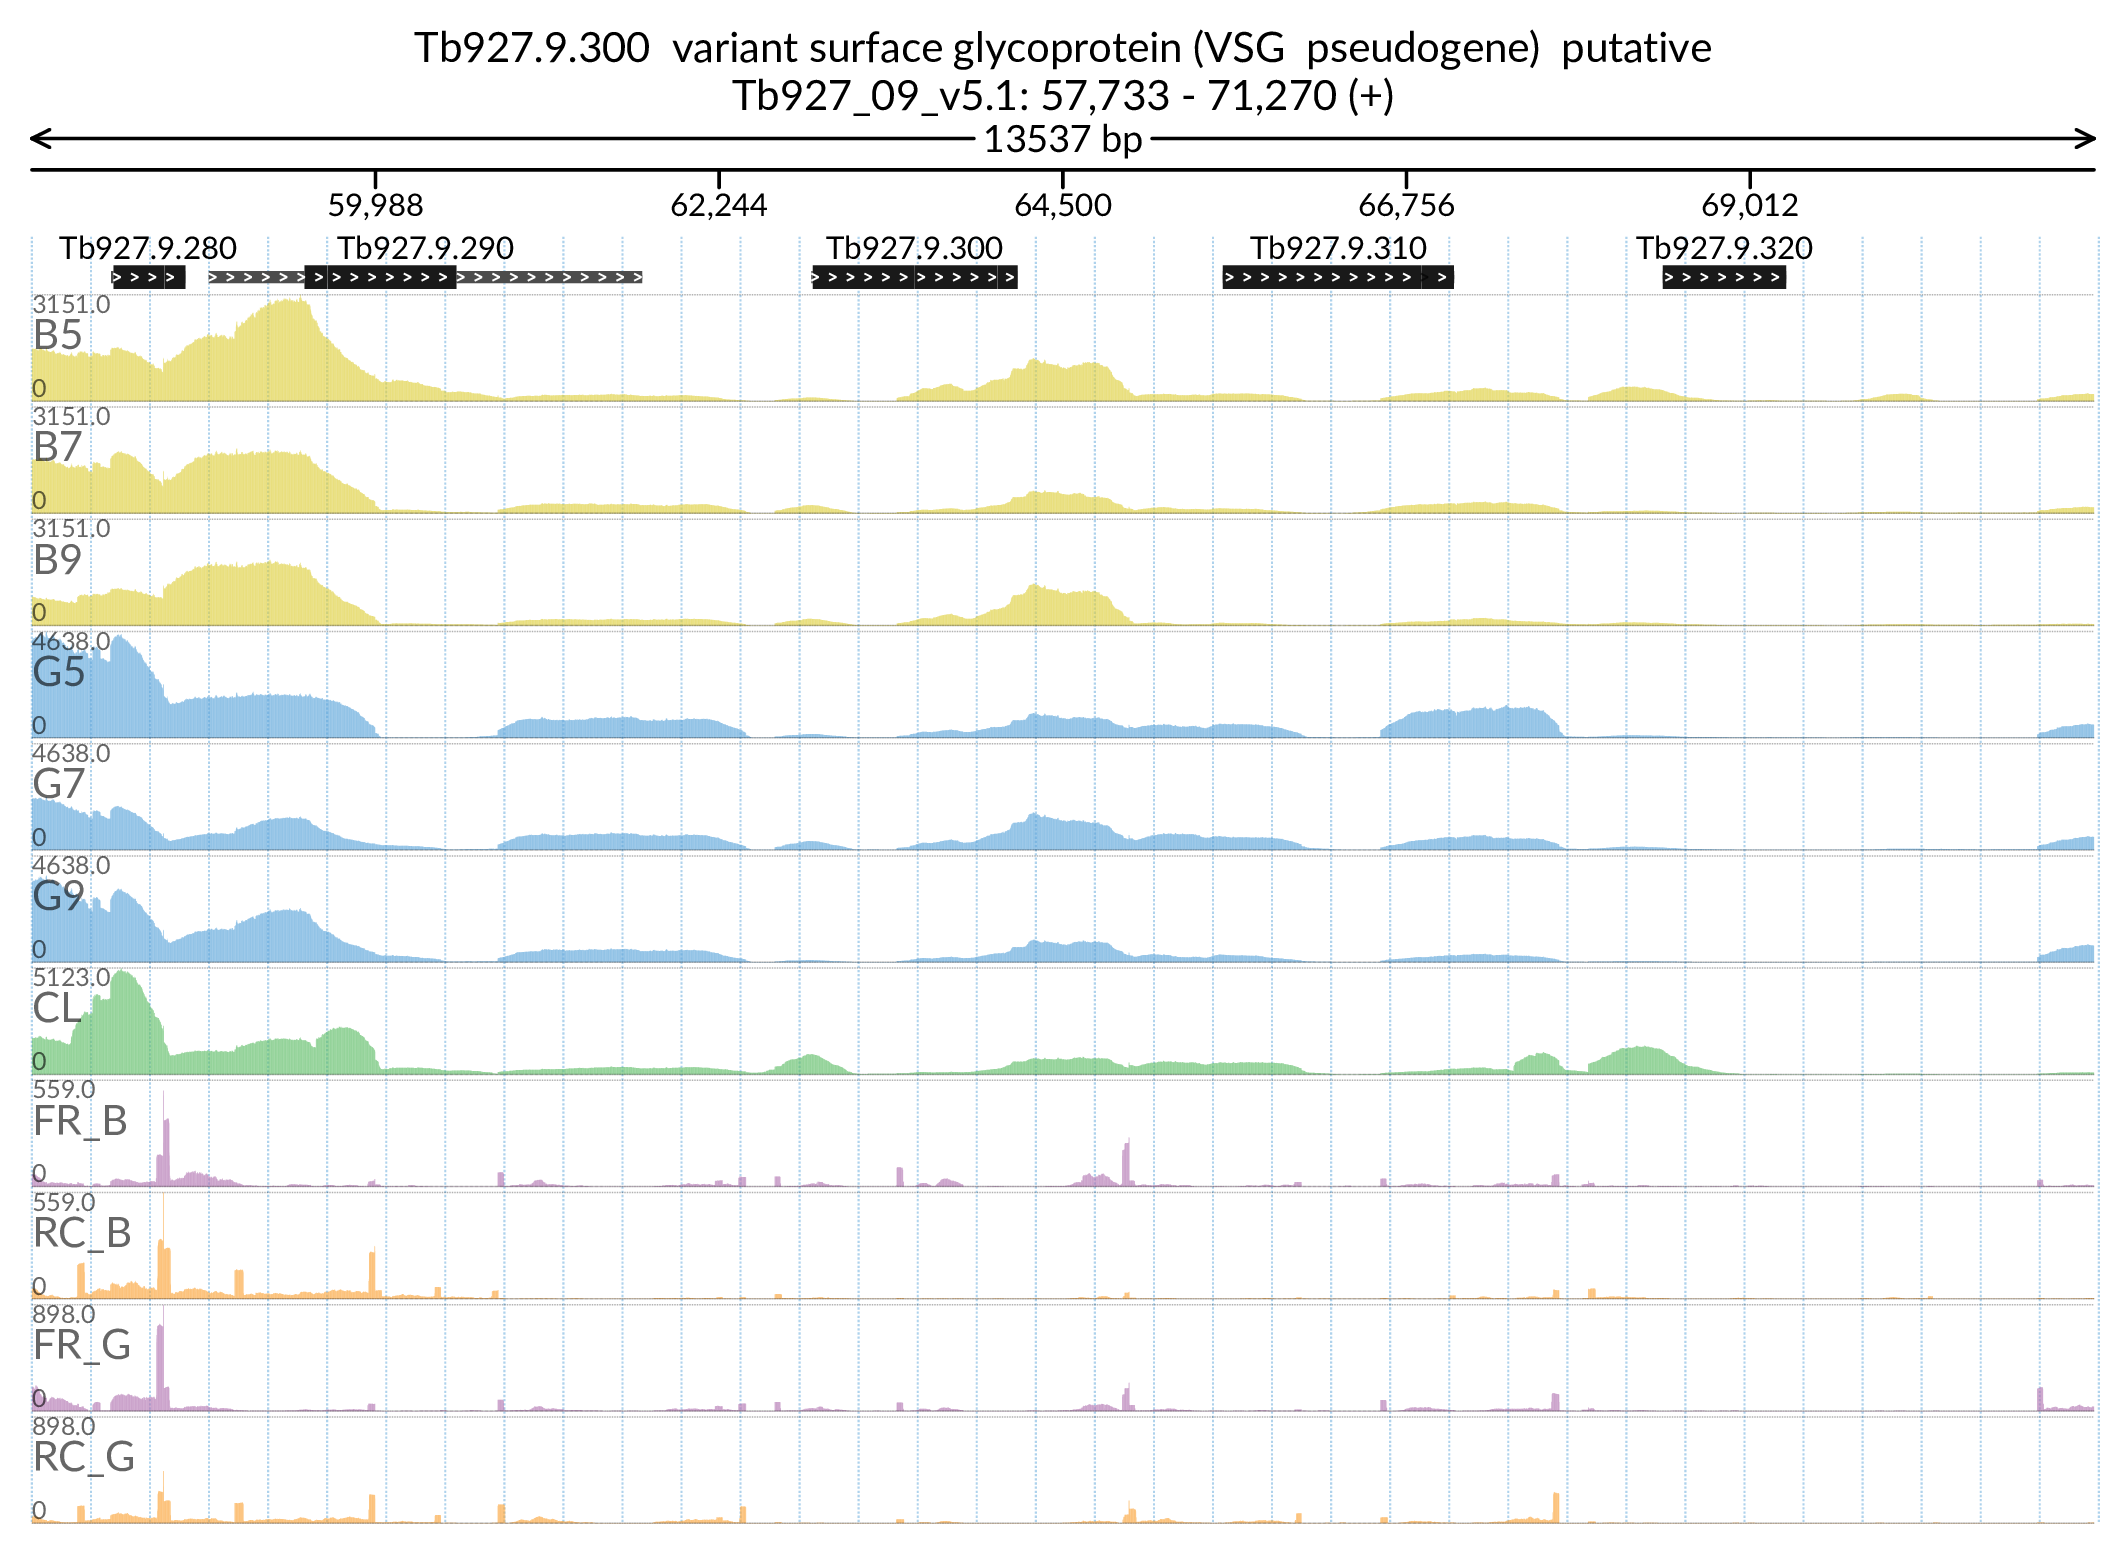 Tb927.9.300  variant surface glycoprotein (VSG  pseudogene)  putative
Tb927_09_v5.1: 57,733 - 71,270 (+)
13537 bp
59,988 62,244 64,500 66,756 69,012
Tb927.9.280 Tb927.9.290 Tb927.9.300 Tb927.9.310 Tb927.9.320
3151.0
B5
0
3151.0
B7
0
3151.0
B9
0
4638.0
G5
0
4638.0
G7
0
4638.0
G9
0
5123.0
CL
0
559.0
FR_B
0
559.0
RC_B
0
898.0
FR_G
0
898.0
RC_G
0